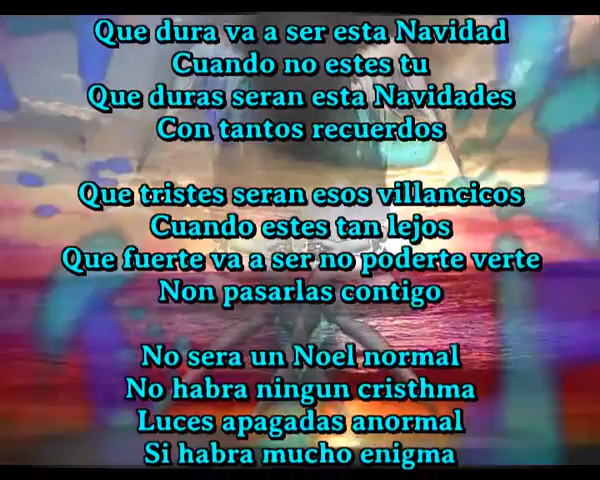 Que dura va a ser esta Navidad
Cuando no estes tu
Que duras seran esta Navidades
Con tantos recuerdos
Que tristes seran esos villancicos
Cuando estes tan lejos
Que fuerte va a ser no poderte verte
Non pasarlas contigo
No sera un Noel normal
No habra ningun cristhma
Luces apagadas anormal
Si habra mucho enigma